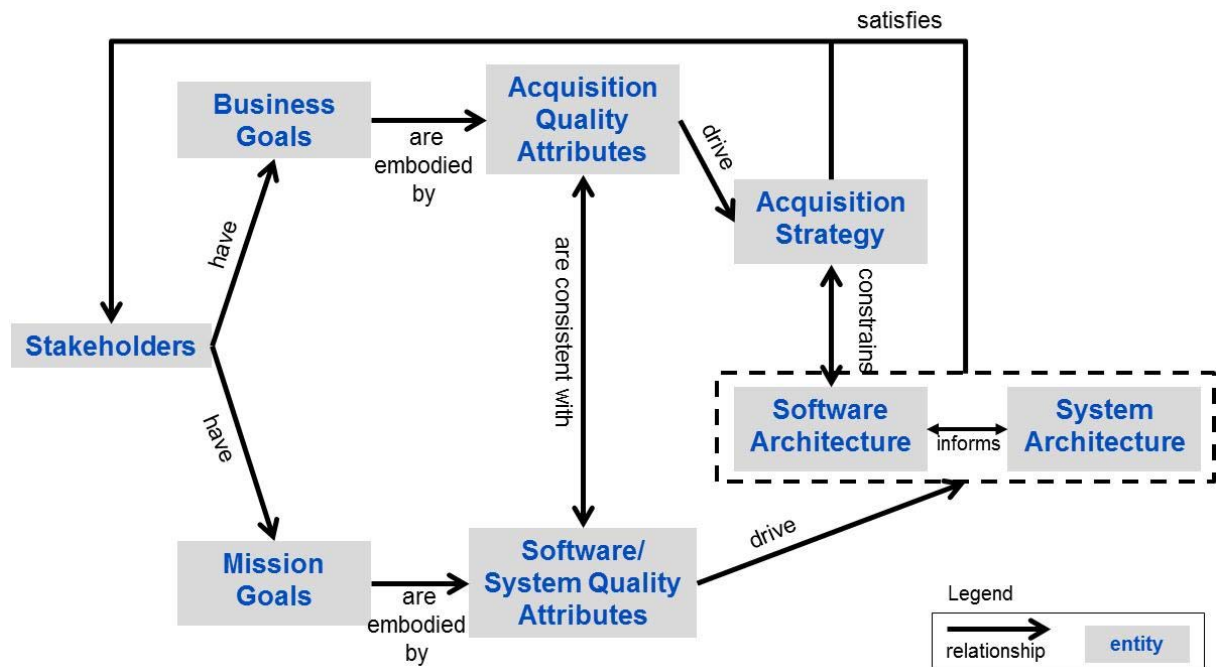 satisfies
Business
Goals
are
embodied
by
Acquisition
Quality
Attributes
drive
Acquisition
Strategy
have
Stakeholders
are consistent with
constrains
have
Software
Architecture
informs
System
Architecture
Mission
Goals
are
embodied
by
Software/
System Quality
Attributes
drive
Legend
relationship
entity